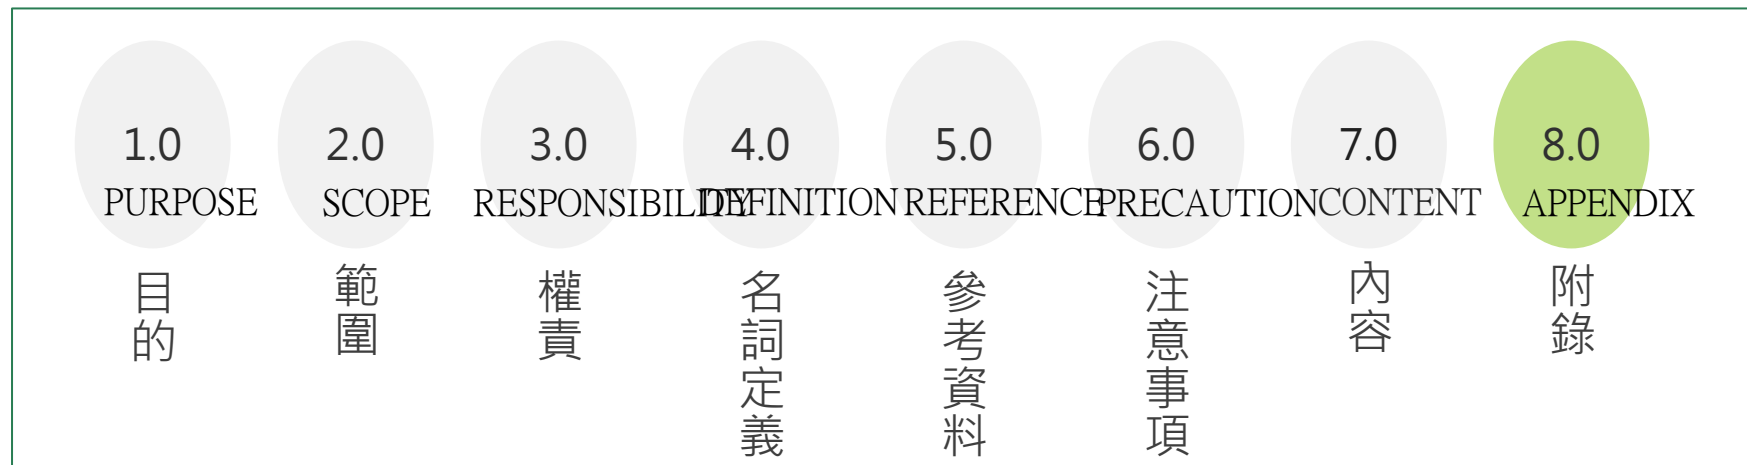 1.0
PURPOSE
目的
2.0
SCOPE
範圍
3.0
RESPONSIBILITY
權責
4.0
DEFINITION
名詞定義
5.0
REFERENCE
參考資料
6.0
PRECAUTION
注意事項
7.0
CONTENT
內容
8.0
APPENDIX
附錄